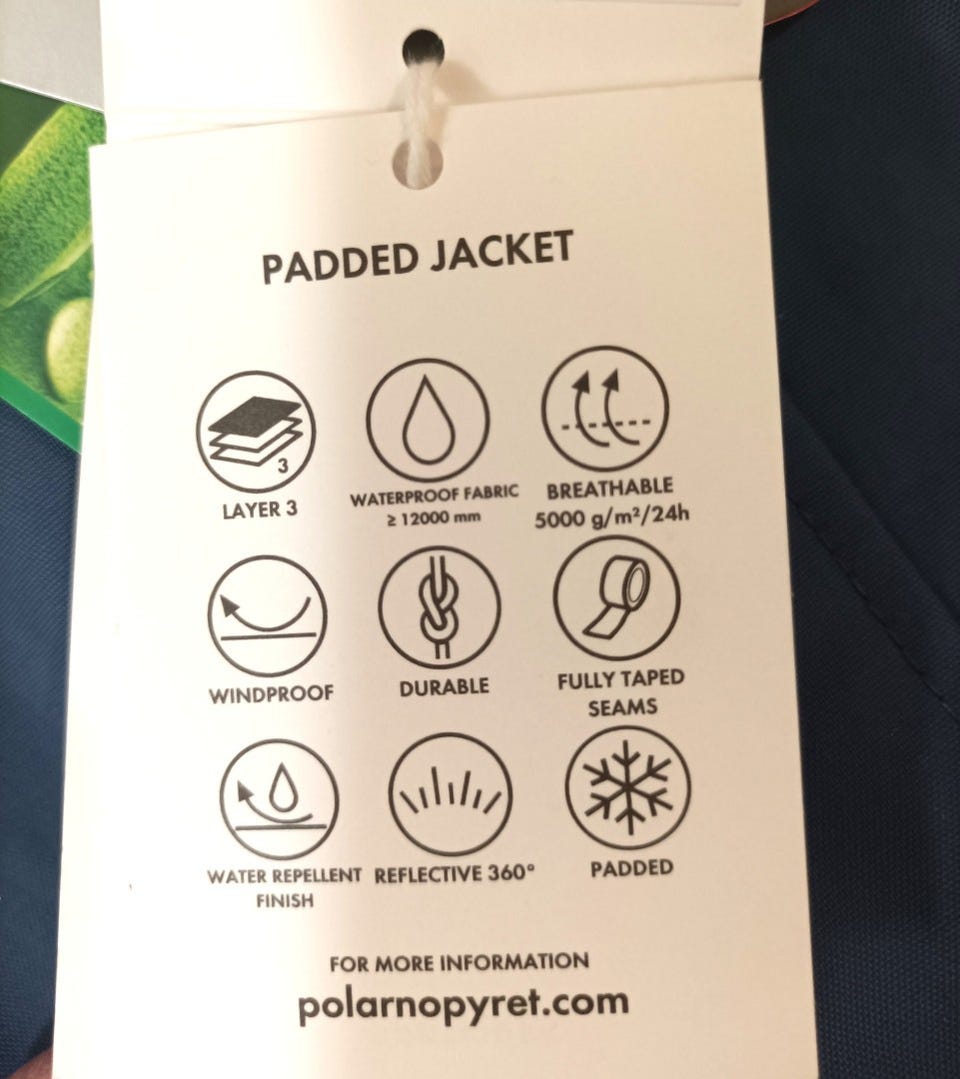 PADDED JACKET
3
LAYER 3
WATERPROOF FABRIC
≥ 12000 mm
BREATHABLE
5000 g/m²/24h
WINDPROOF
DURABLE
FULLY TAPED
SEAMS
WATER REPELLENT
FINISH
REFLECTIVE 360°
PADDED
FOR MORE INFORMATION
polarnopyret.com